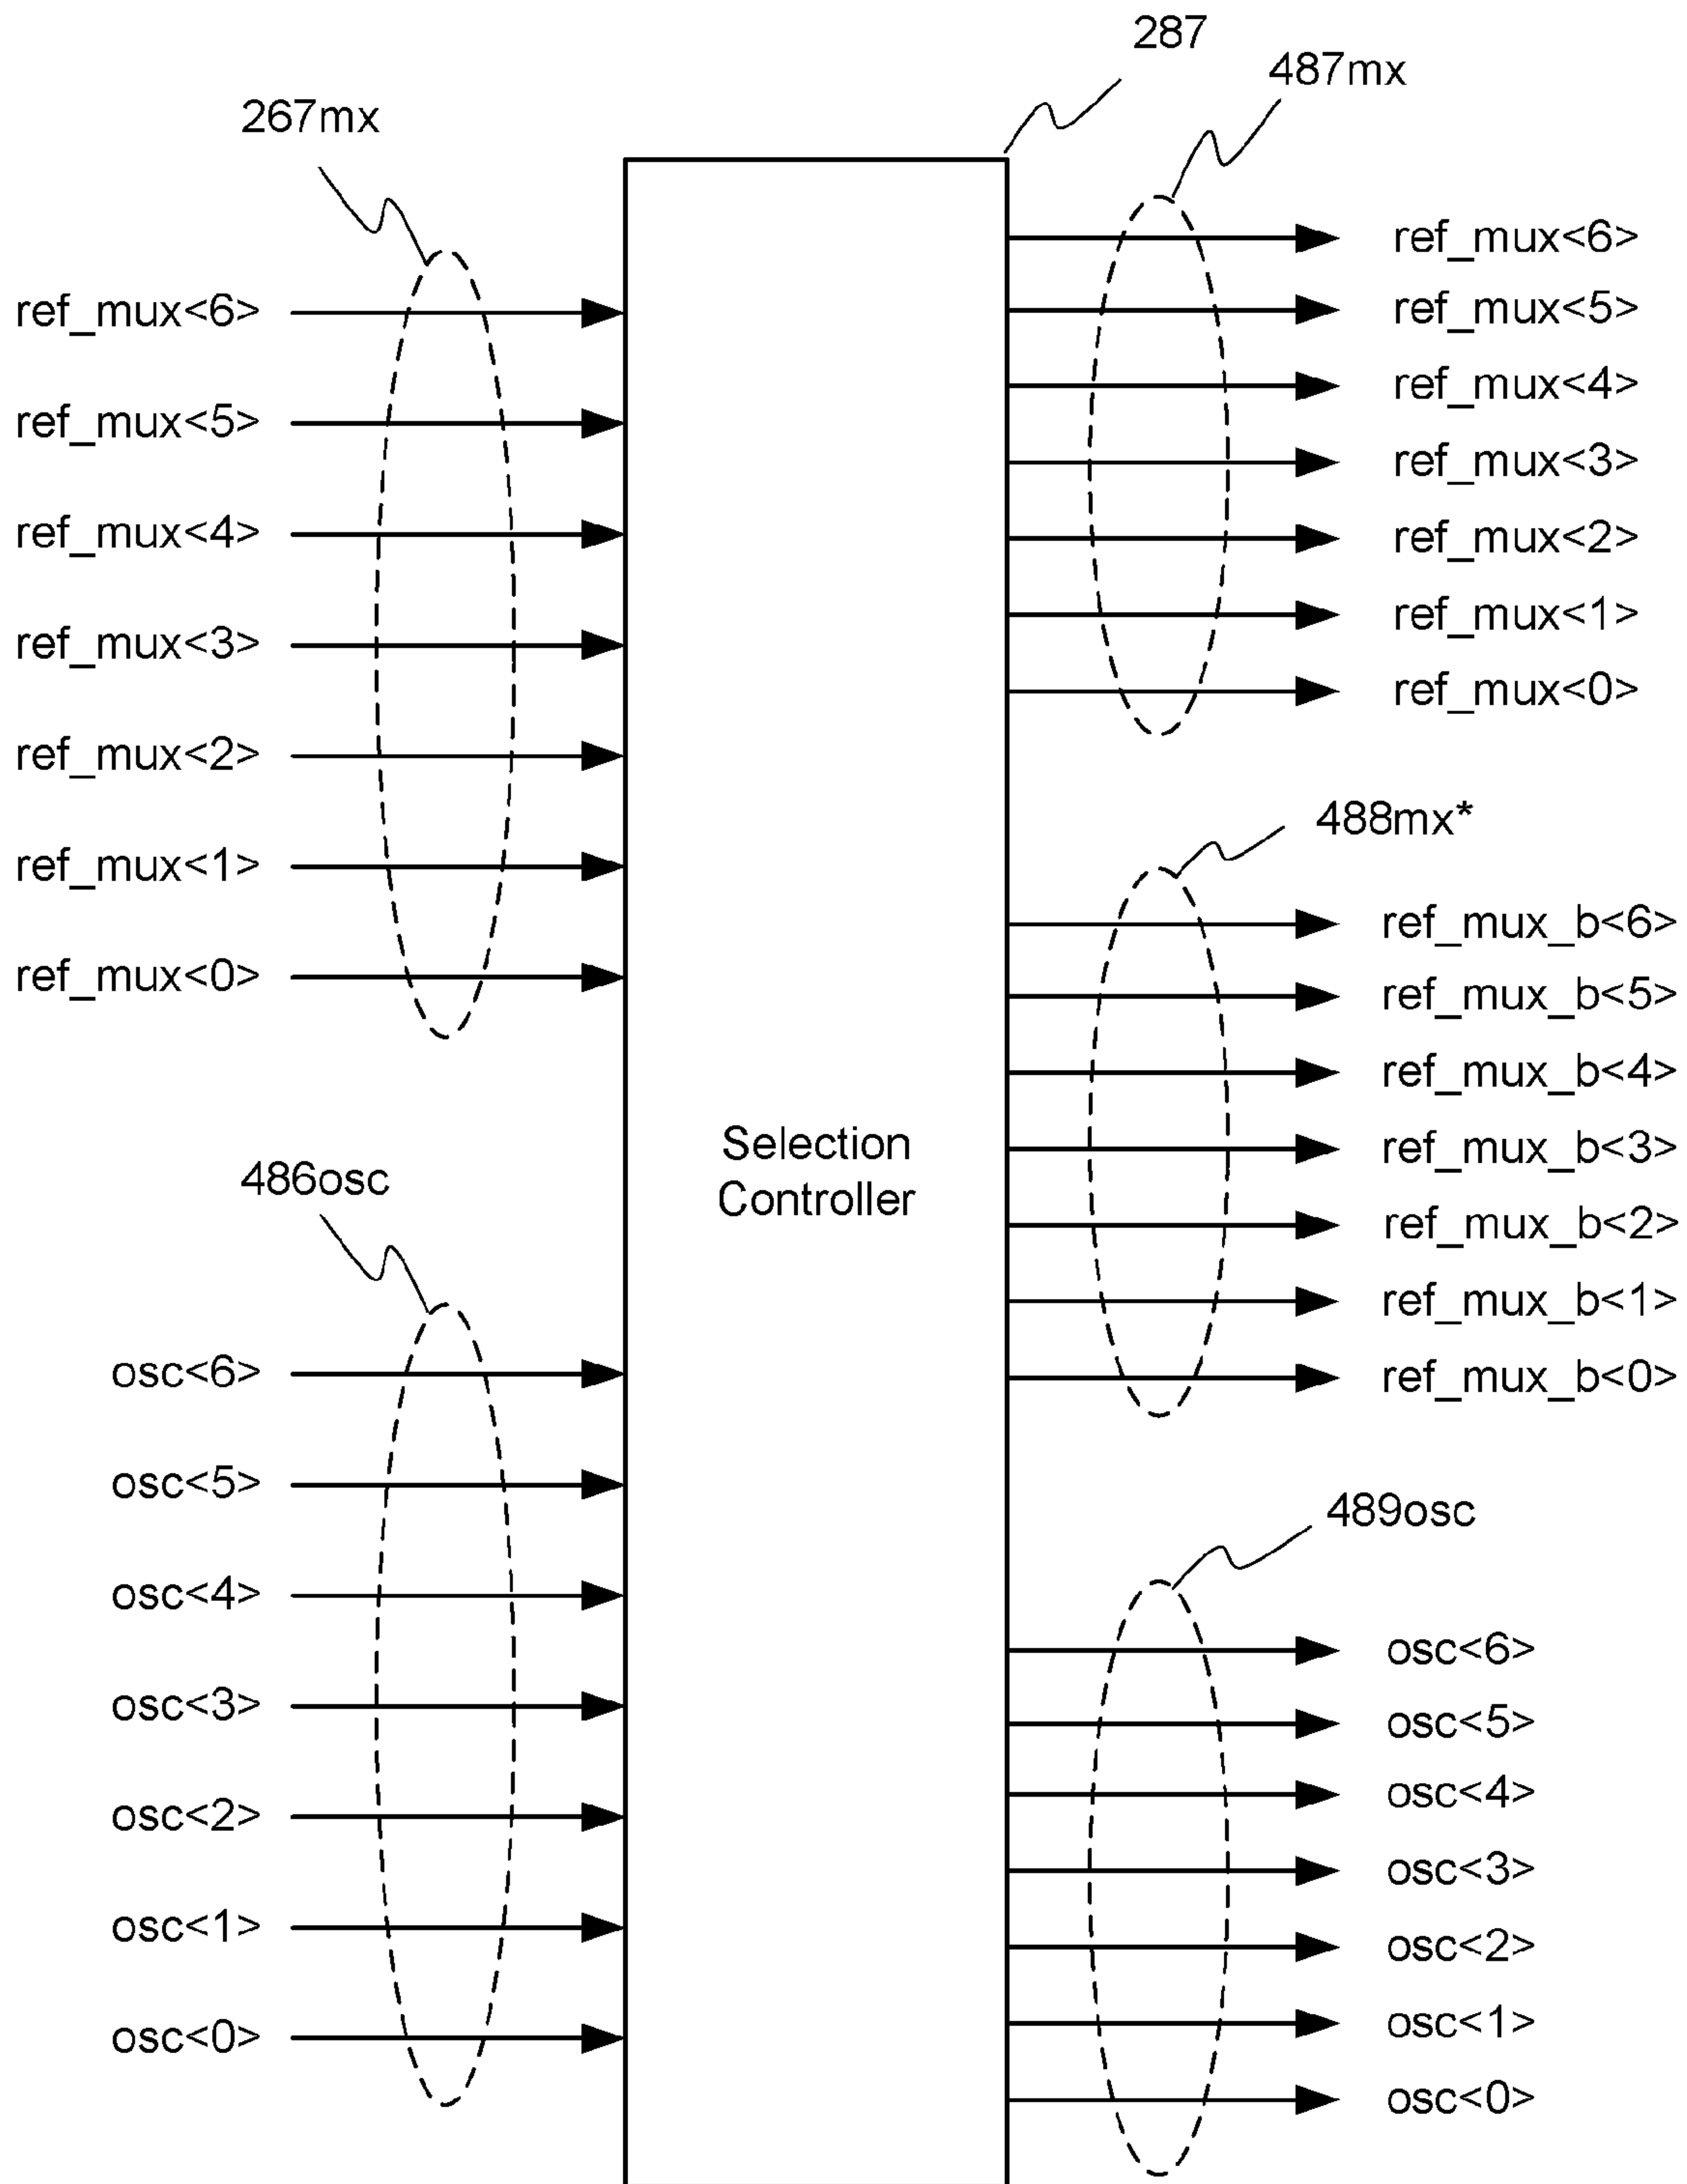 287
487mx
267mx
ref_mux<6>
ref_mux<5>
ref_mux<4>
ref_mux<3>
ref_mux<2>
ref_mux<1>
ref_mux<0>
486osc
osc<6>
osc<5>
osc<4>
osc<3>
osc<2>
osc<1>
osc<0>
Selection
Controller
ref_mux<6>
ref_mux<5>
ref_mux<4>
ref_mux<3>
ref_mux<2>
ref_mux<1>
ref_mux<0>
488mx*
ref_mux_b<6>
ref_mux_b<5>
ref_mux_b<4>
ref_mux_b<3>
ref_mux_b<2>
ref_mux_b<1>
ref_mux_b<0>
489osc
osc<6>
osc<5>
osc<4>
osc<3>
osc<2>
osc<1>
osc<0>